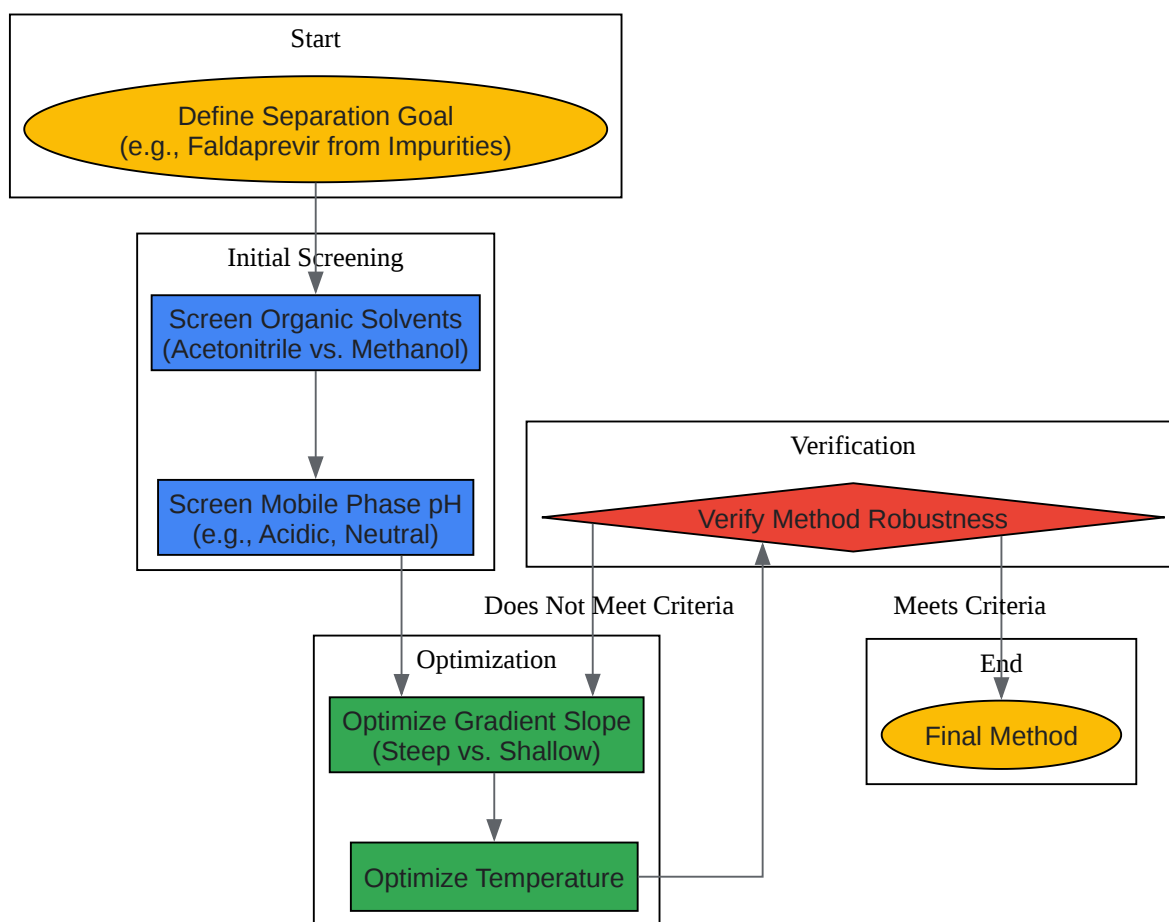 Start
Define Separation Goal
(e.g., Faldaprevir from Impurities)
Initial Screening
Screen Organic Solvents
(Acetonitrile vs. Methanol)
Screen Mobile Phase pH
(e.g., Acidic, Neutral)
Verification
Verify Method Robustness
Does Not Meet Criteria
Meets Criteria
Optimization
Optimize Gradient Slope
(Steep vs. Shallow)
Optimize Temperature
End
Final Method